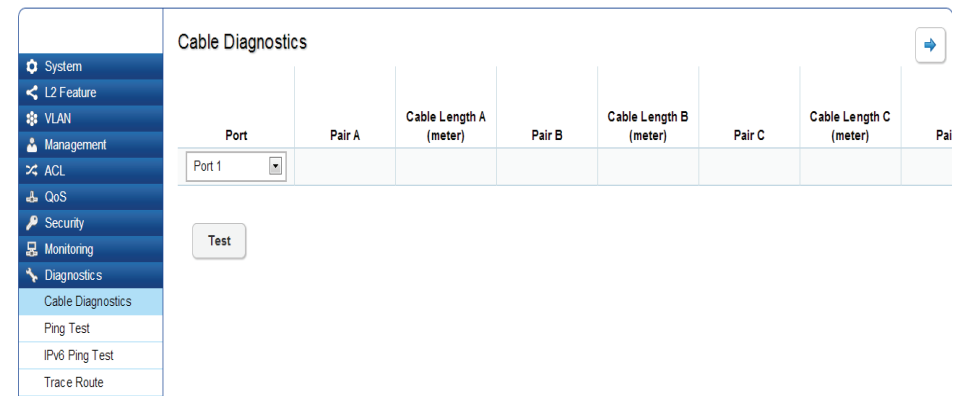 Cable Diagnostics
System
L2 Feature
VLAN
Management
ACL
QoS
Security
Monitoring
Diagnostics
Cable Diagnostics
Ping Test
IPv6 Ping Test
Trace Route
Port
Pair A
Cable Length A
(meter)
Pair B
Cable Length B
(meter)
Pair C
Cable Length C
(meter)
Pai
Port 1
Test